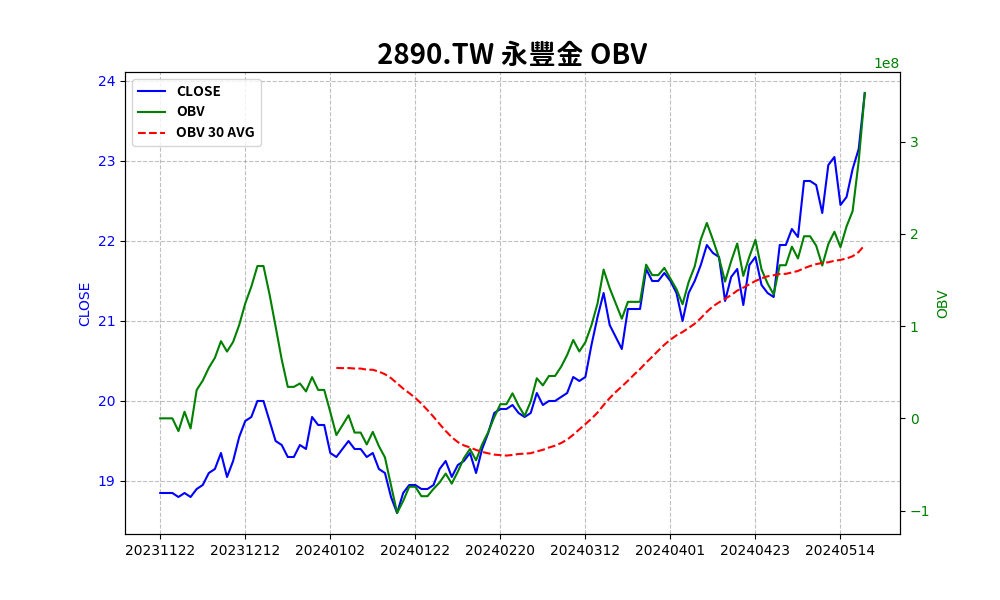 2890.TW 永豐金 OBV
1e8
CLOSE
OBV
OBV 30 AVG
24
23
22
21
20
19
CLOSE
3
2
1
0
−1
OBV
20231122 20231212 20240102 20240122 20240220 20240312 20240401 20240423 20240514